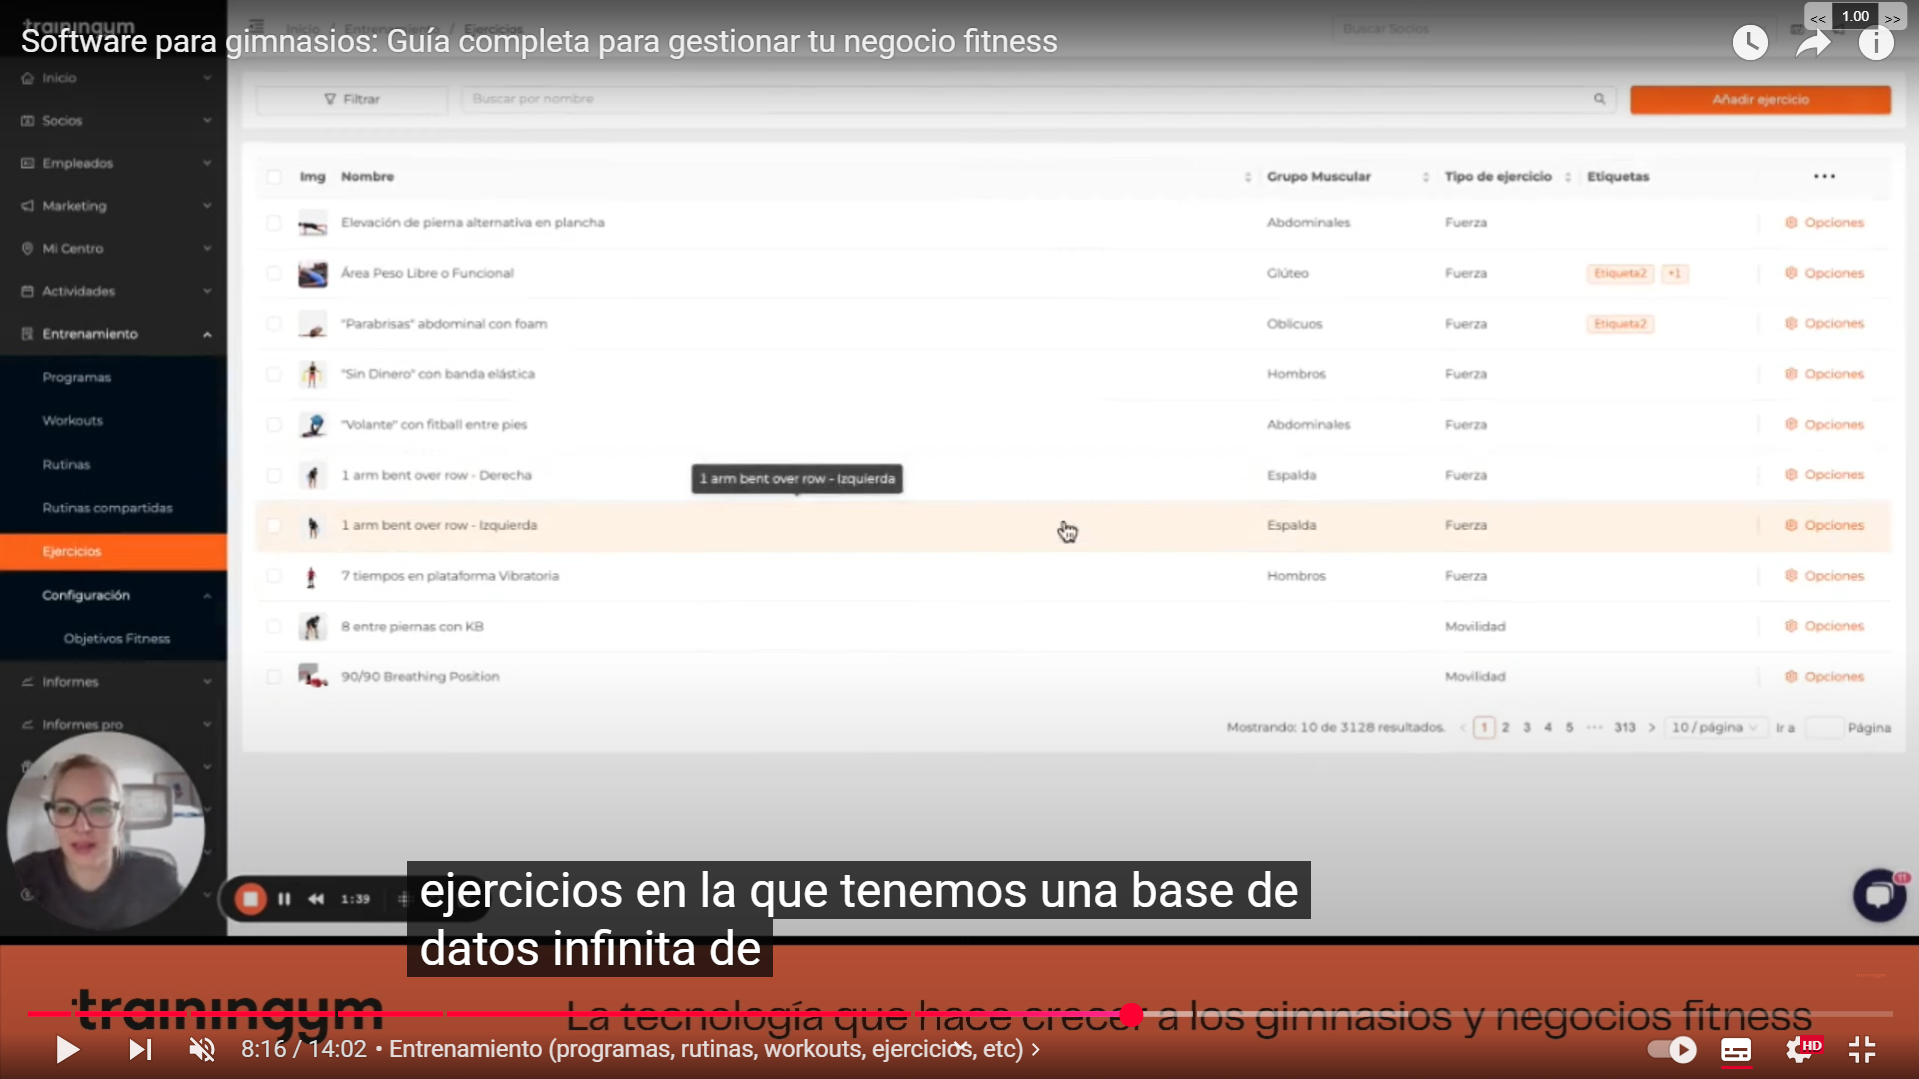 trainingym
Inicio / Entrenamiento / Ejercicios
Buscar Socios
<< 1.00 >>
Software para gimnasios: Guía completa para gestionar tu negocio fitness
Inicio
Socios
Empleados
Marketing
Mi Centro
Actividades
Entrenamiento
Programas
Workouts
Rutinas
Rutinas compartidas
Ejercicios
Configuración
Objetivos Fitness
Informes
Informes pro
Filtrar
Buscar por nombre
Añadir ejercicio
Img Nombre Grupo Muscular Tipo de ejercicio Etiquetas
Elevación de pierna alternativa en plancha Abdominales Fuerza Opciones
Área Peso Libre o Funcional Glúteo Fuerza Etiqueta2 +1 Opciones
"Parabrisas" abdominal con foam Oblicuos Fuerza Etiqueta2 Opciones
"Sin Dinero" con banda elástica Hombros Fuerza Opciones
"Volante" con fitball entre pies Abdominales Fuerza Opciones
1 arm bent over row - Derecha Espalda Fuerza Opciones
1 arm bent over row - Izquierda
1 arm bent over row - Izquierda Espalda Fuerza Opciones
7 tiempos en plataforma Vibratoria Hombros Fuerza Opciones
8 entre piernas con KB Movilidad Opciones
90/90 Breathing Position Movilidad Opciones
Mostrando: 10 de 3128 resultados. < 1 2 3 4 5 ··· 313 > 10 / página Ir a Página
1:39
11
ejercicios en la que tenemos una base de
datos infinita de
trainingym
La tecnología que hace crecer a los gimnasios y negocios fitness
8:16 / 14:02 • Entrenamiento (programas, rutinas, workouts, ejercicios, etc) >
HD